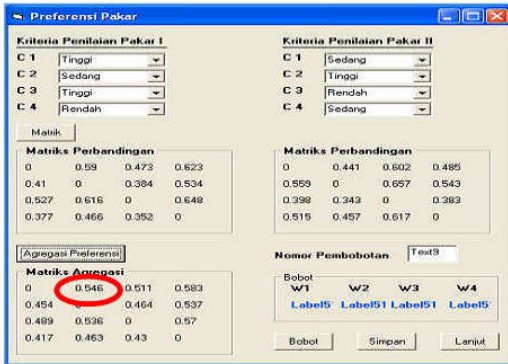 Preferensi Pakar
Kriteria Penilaian Pakar I
C 1 Tinggi
C 2 Sedang
C 3 Tinggi
C 4 Rendah
Kriteria Penilaian Pakar II
C 1 Sedang
C 2 Tinggi
C 3 Rendah
C 4 Sedang
Matrik
Matriks Perbandingan
0 0.59 0.473 0.623
0.41 0 0.384 0.534
0.527 0.616 0 0.648
0.377 0.466 0.352 0
Matriks Perbandingan
0 0.441 0.602 0.485
0.559 0 0.657 0.543
0.398 0.343 0 0.383
0.515 0.457 0.617 0
Agregasi Preferensi
Matriks Agregasi
0 0.546 0.511 0.583
0.454 0 0.464 0.537
0.489 0.536 0 0.57
0.417 0.463 0.43 0
Nomor Pembobotan Text9
Bobot
W1 W2 W3 W4
Label5 Label51 Label51 Label5
Bobot Simpan Lanjut